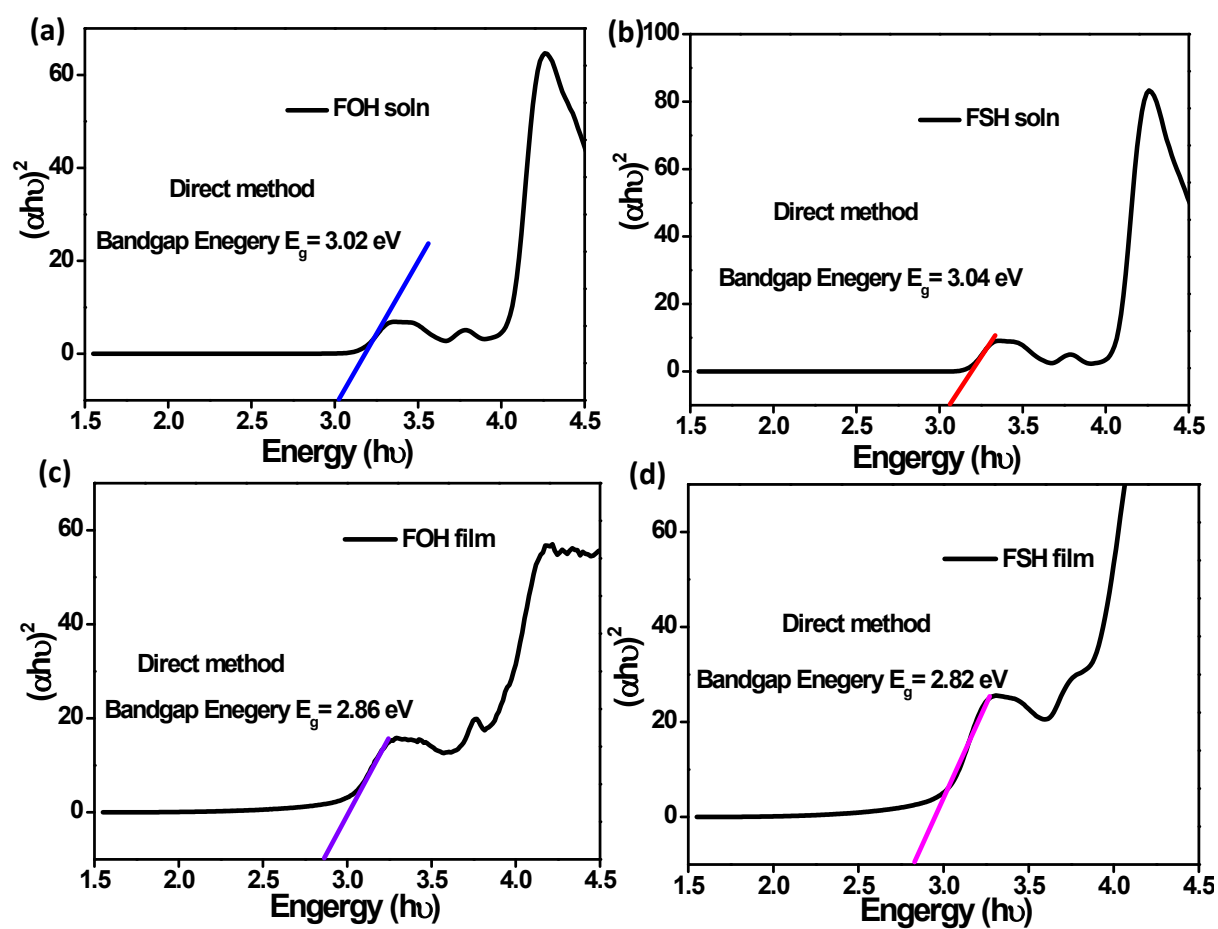 (a)
FOH soln
Direct method
Bandgap Enegery Eg= 3.02 eV
(αhυ)²
60
40
20
0
1.5 2.0 2.5 3.0 3.5 4.0 4.5
Energy (hυ)
(b)
FSH soln
Direct method
Bandgap Enegery Eg= 3.04 eV
(αhυ)²
100
80
60
40
20
0
1.5 2.0 2.5 3.0 3.5 4.0 4.5
Engergy (hυ)
(c)
FOH film
Direct method
Bandgap Enegery Eg= 2.86 eV
(αhυ)²
60
40
20
0
1.5 2.0 2.5 3.0 3.5 4.0 4.5
Engergy (hυ)
(d)
FSH film
Direct method
Bandgap Enegery Eg= 2.82 eV
(αhυ)²
60
40
20
0
1.5 2.0 2.5 3.0 3.5 4.0 4.5
Engergy (hυ)